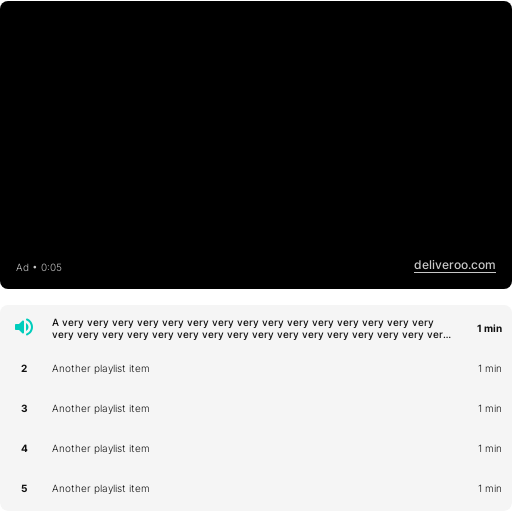 Ad • 0:05
deliveroo.com
A very very very very very very very very very very very very very very very
very very very very very very very very very very very very very very very ver...
1 min
2 Another playlist item 1 min
3 Another playlist item 1 min
4 Another playlist item 1 min
5 Another playlist item 1 min